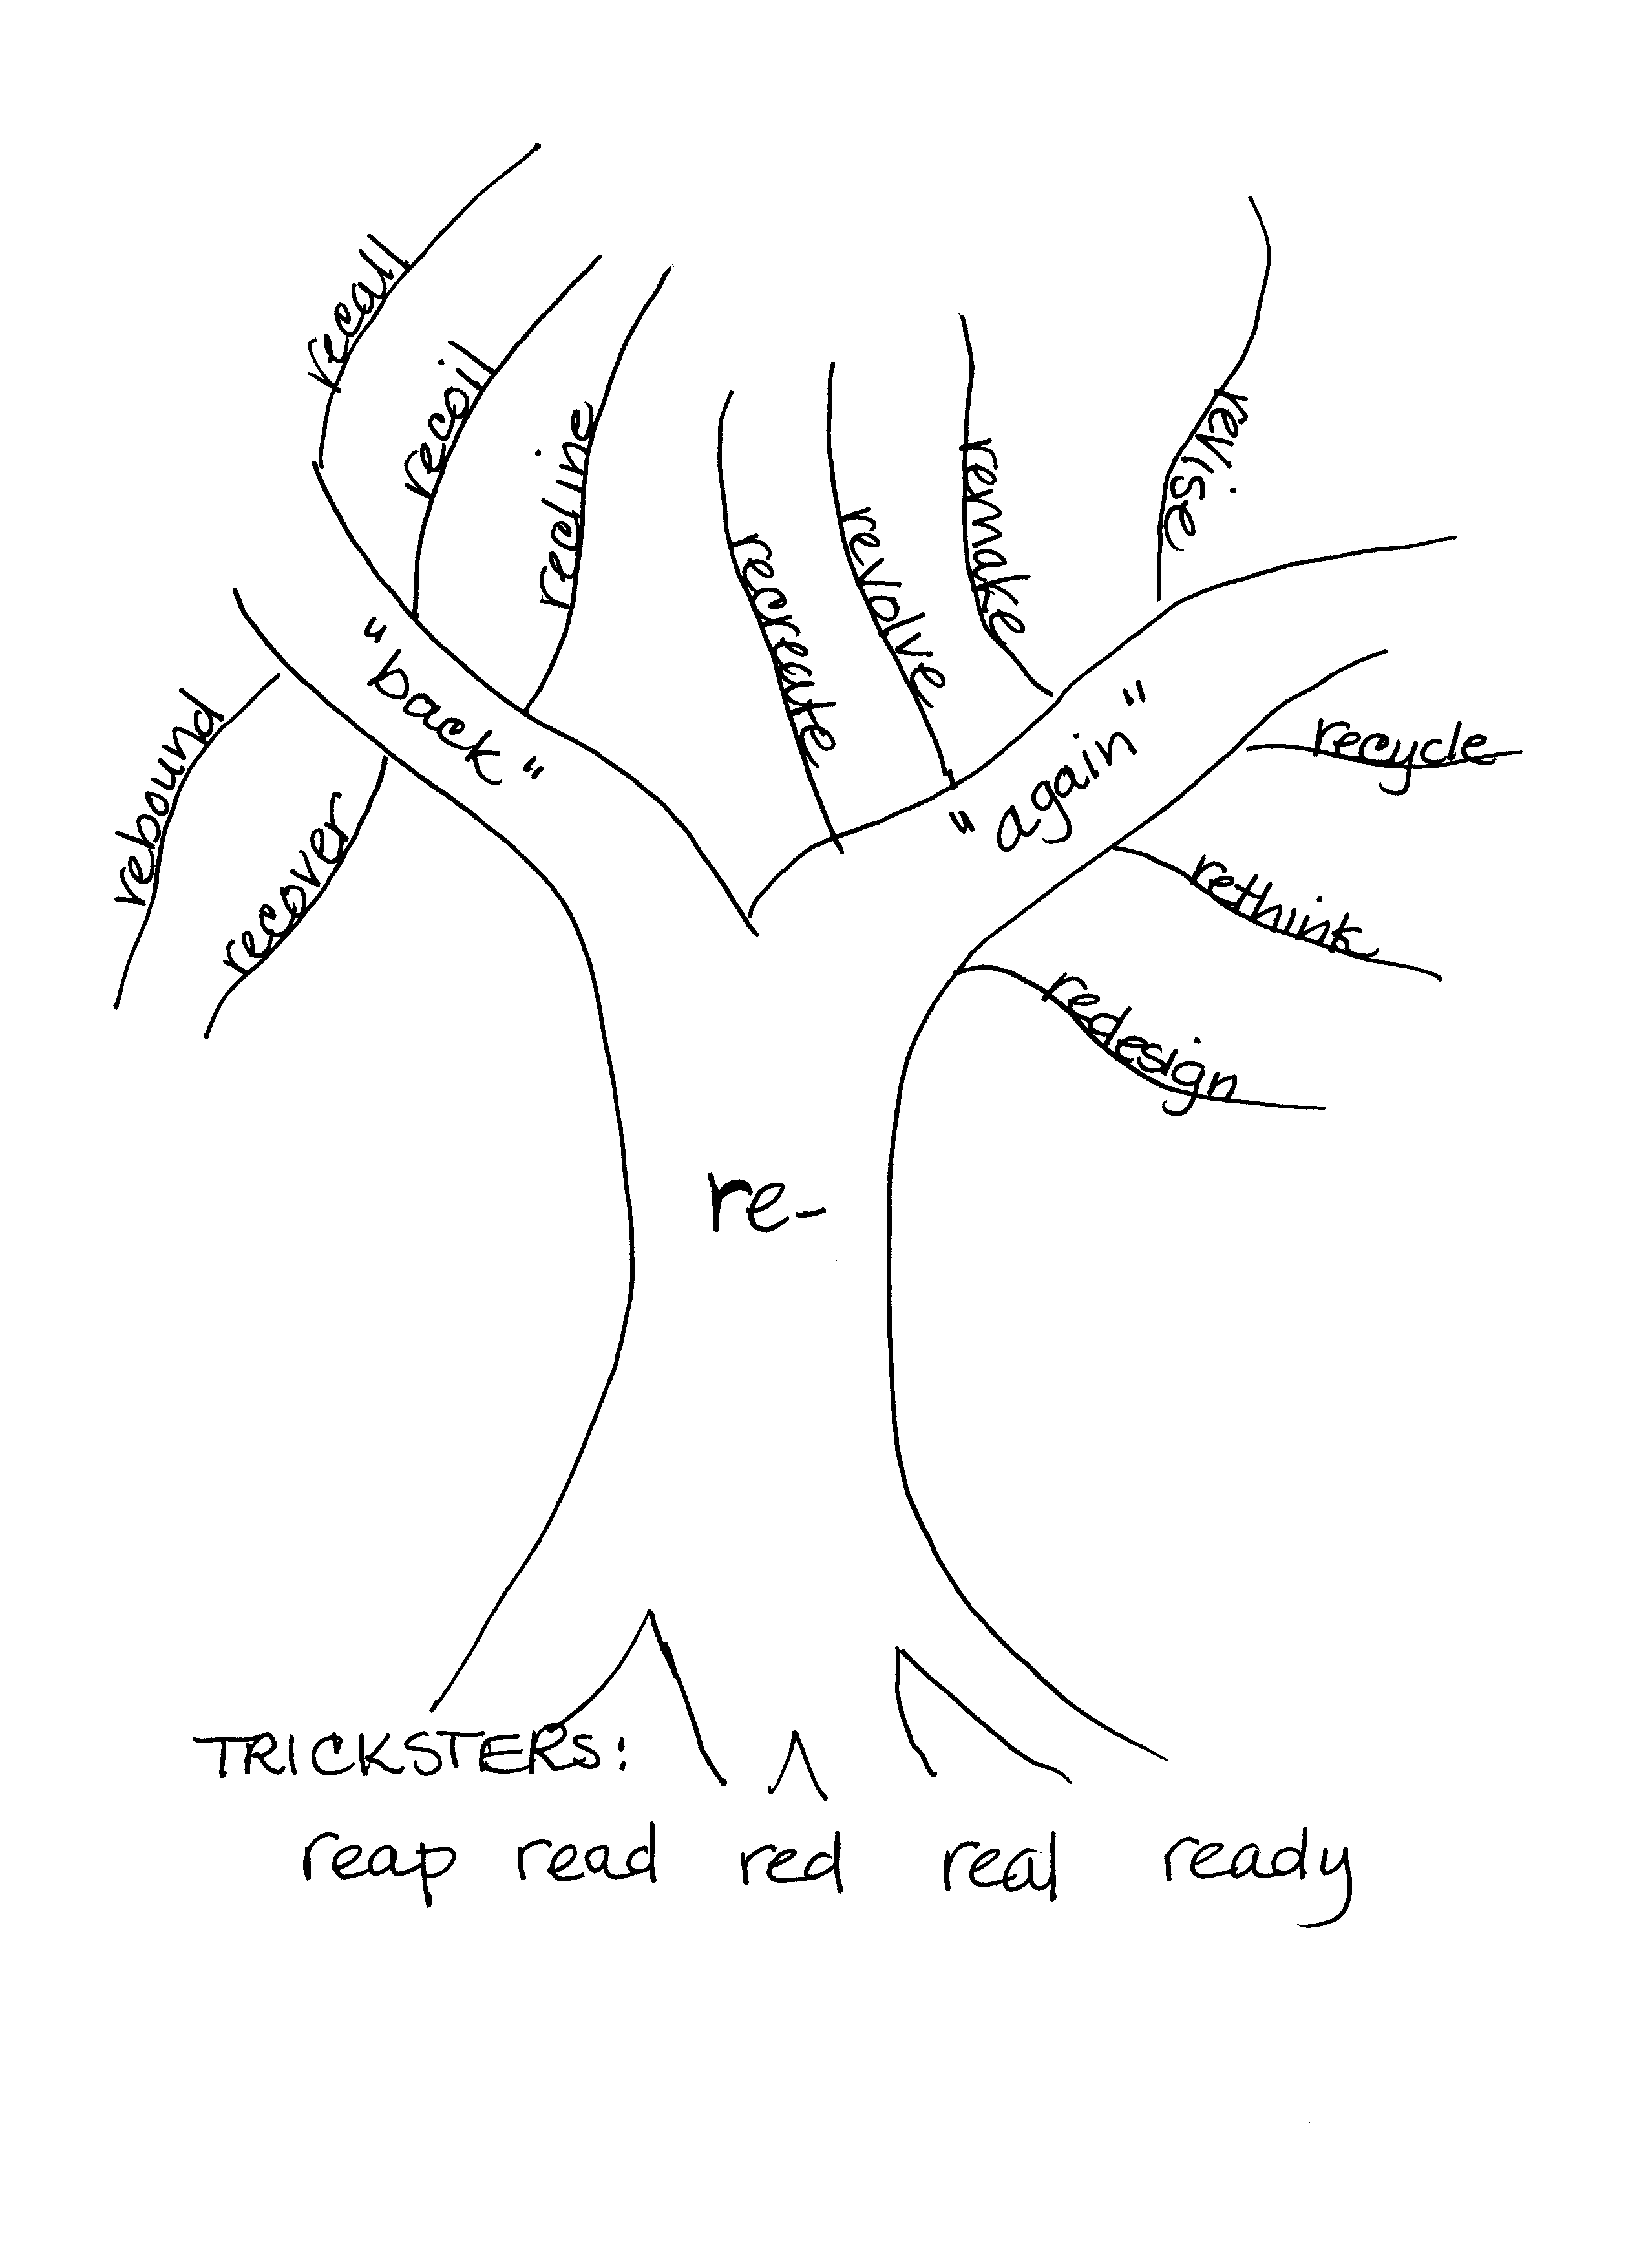 recall
recoil
recline
recreate
revolve
remake
revise
"back"
"again"
rebound
recover
recycle
rethink
redesign
re-
TRICKSTERS:
reap read red real ready